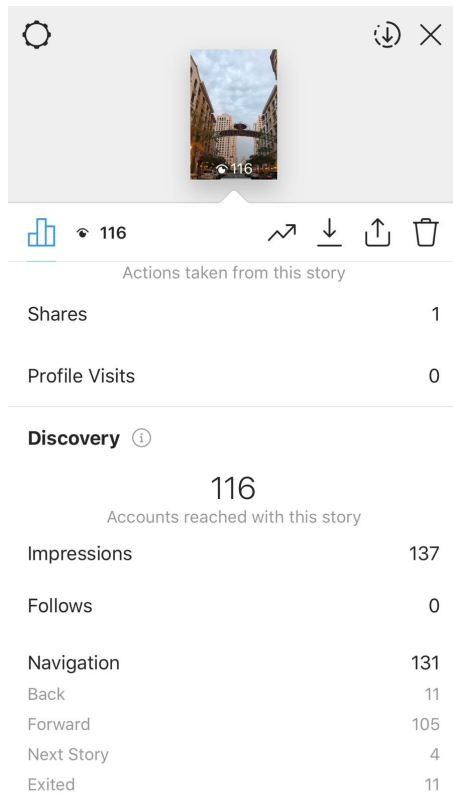 116
116
Actions taken from this story
Shares 1
Profile Visits 0
Discovery
116
Accounts reached with this story
Impressions 137
Follows 0
Navigation 131
Back 11
Forward 105
Next Story 4
Exited 11